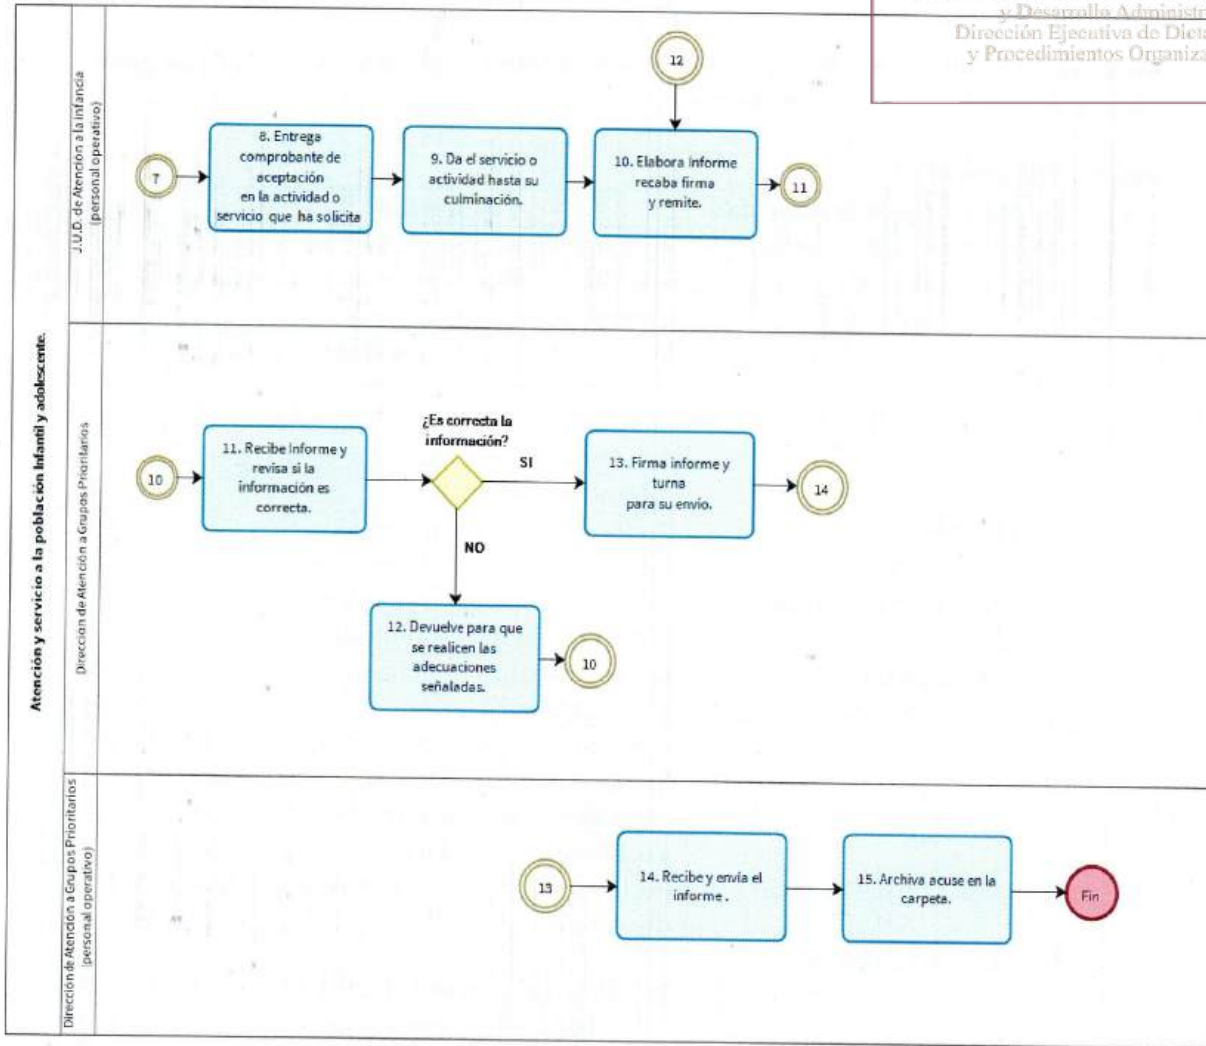 y Desarrollo Administr
Dirección Ejecutiva de Dicta
y Procedimientos Organiza
Atención y servicio a la población Infantil y adolescente.
J.U.D. de Atención a la infancia
(personal operativo)
12
7
8. Entrega
comprobante de
aceptación
en la actividad o
servicio que ha solicita
9. Da el servicio o
actividad hasta su
culminación.
10. Elabora Informe
recaba firma
y remite.
11
Direccion de Atención a Grupos Prioritarios
10
11. Recibe Informe y
revisa si la
información es
correcta.
¿Es correcta la
información?
SI
13. Firma informe y
turna
para su envío.
14
NO
12. Devuelve para que
se realicen las
adecuaciones
señaladas.
10
Dirección de Atención a Grupos Prioritarios
(personal operativo)
13
14. Recibe y envía el
informe .
15. Archiva acuse en la
carpeta.
Fin